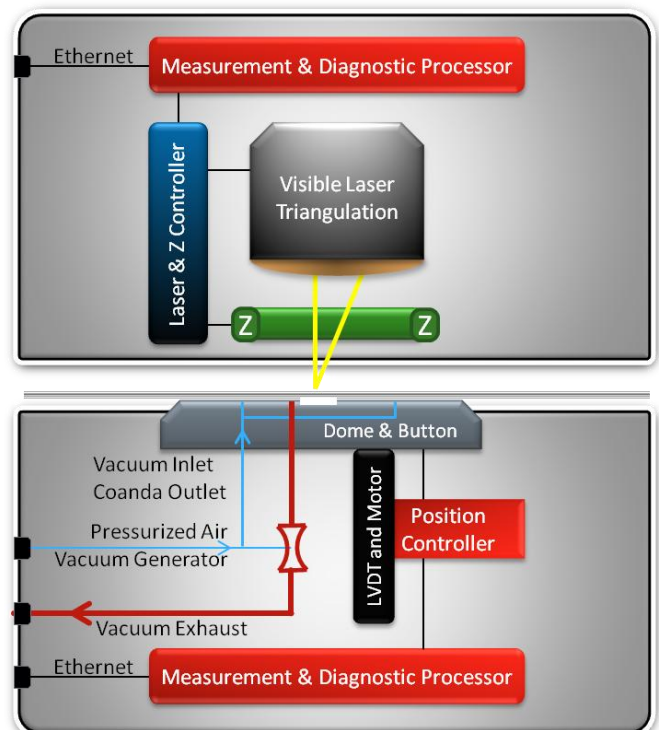 Ethernet
Measurement & Diagnostic Processor
Laser & Z Controller
Visible Laser
Triangulation
Z
Z
Dome & Button
Vacuum Inlet
Coanda Outlet
LVDT and Motor
Position
Controller
Pressurized Air
Vacuum Generator
Vacuum Exhaust
Ethernet
Measurement & Diagnostic Processor